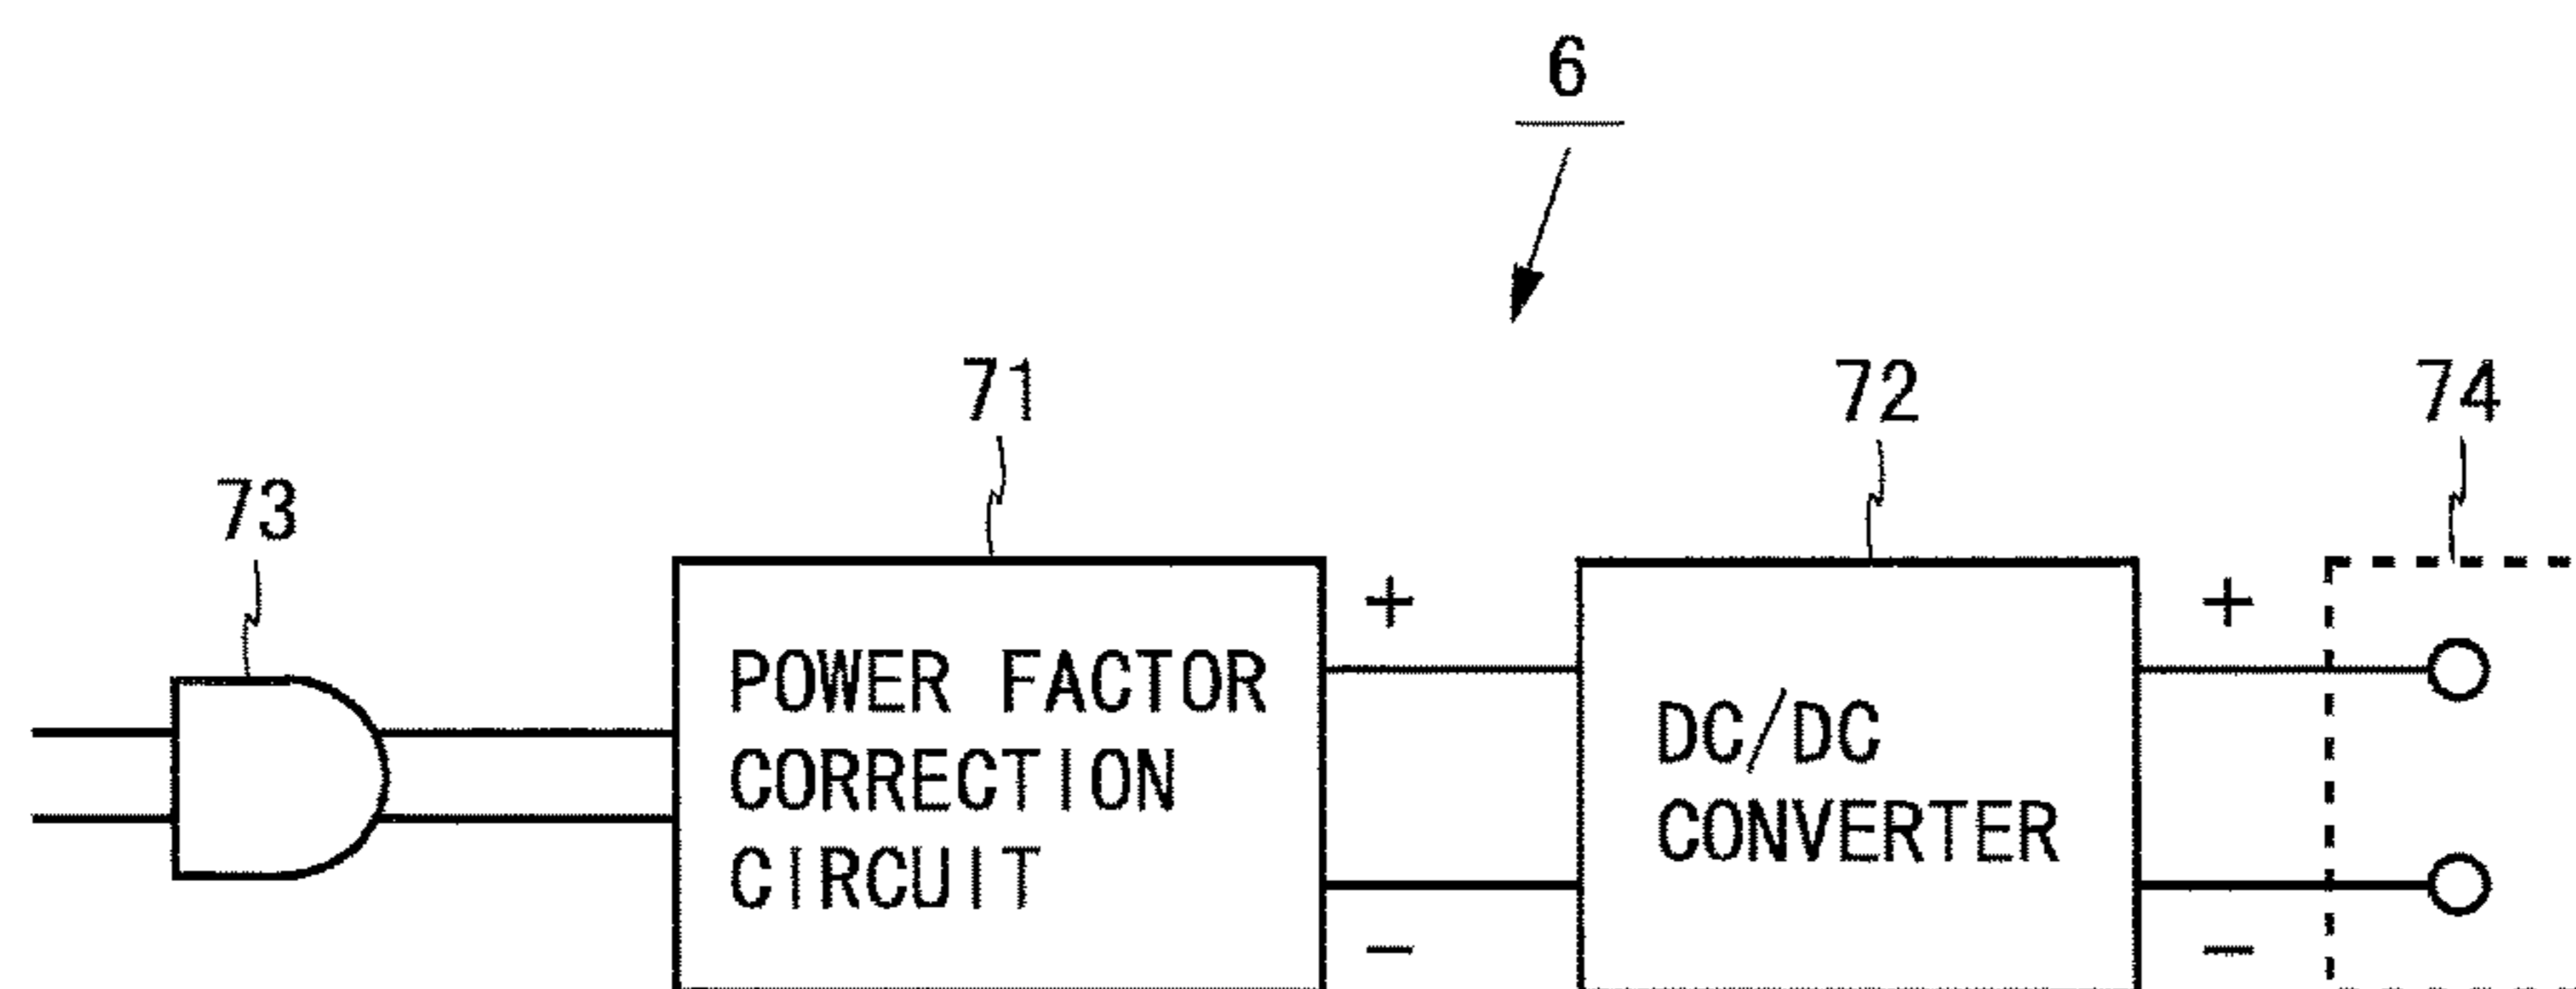 6
71
72
74
73
+
+
POWER FACTOR
CORRECTION
CIRCUIT
DC/DC
CONVERTER
-
-